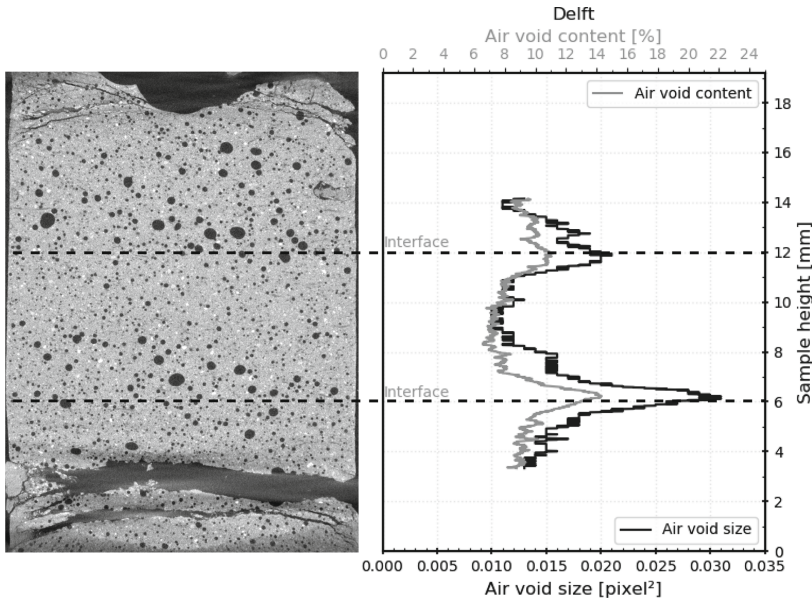 Delft
Air void content [%]
0 2 4 6 8 10 12 14 16 18 20 22 24
Air void content
18
16
14
Interface
12
10
8
Interface
6
4
2
Air void size
0
Sample height [mm]
0.000 0.005 0.010 0.015 0.020 0.025 0.030 0.035
Air void size [pixel²]